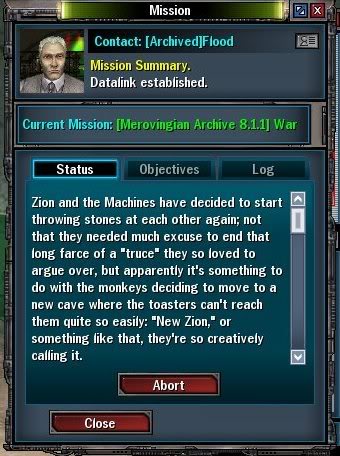 Mission
Contact: [Archived]Flood
Mission Summary.
Datalink established.
Current Mission: [Merovingian Archive 8.1.1] War
Status
Objectives
Log
Zion and the Machines have decided to start
throwing stones at each other again; not
that they needed much excuse to end that
long farce of a "truce" they so loved to
argue over, but apparently it's something to
do with the monkeys deciding to move to a
new cave where the toasters can't reach
them quite so easily: "New Zion," or
something like that, they're so creatively
calling it.
Abort
Close